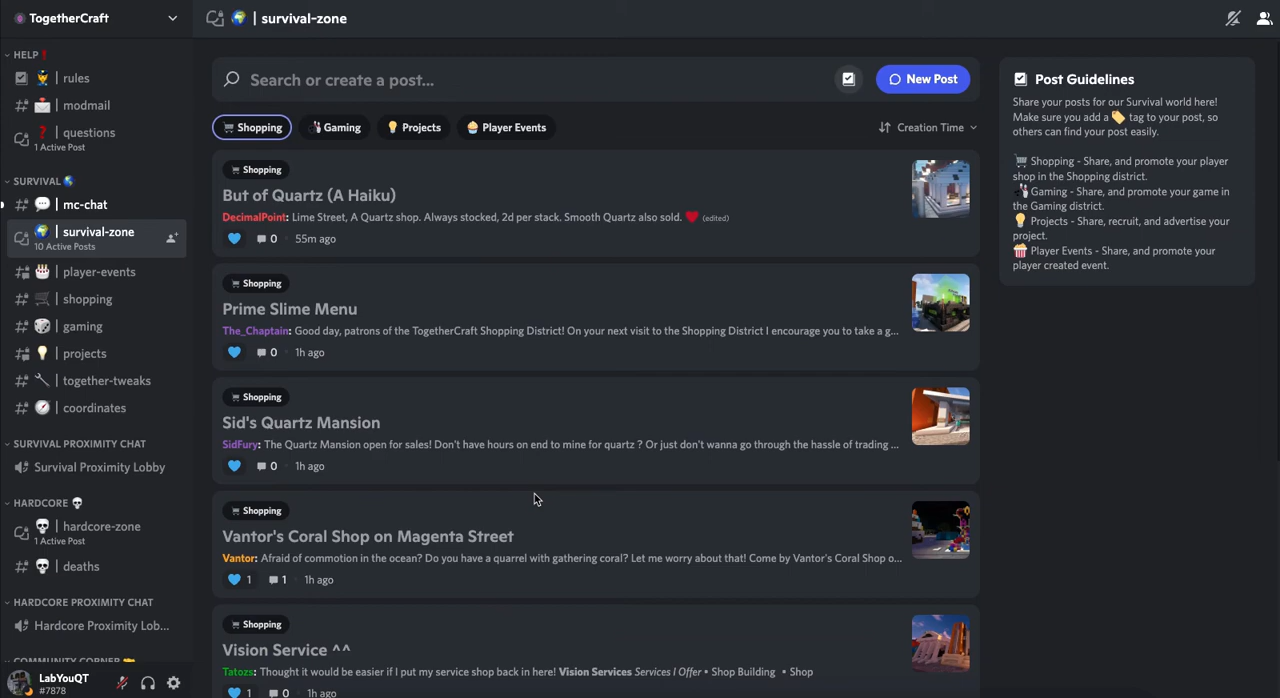 TogetherCraft
HELP
| rules
| modmail
| questions
1 Active Post
SURVIVAL
| mc-chat
| survival-zone
10 Active Posts
| player-events
| shopping
| gaming
| projects
| together-tweaks
| coordinates
SURVIVAL PROXIMITY CHAT
Survival Proximity Lobby
HARDCORE
| hardcore-zone
1 Active Post
| deaths
HARDCORE PROXIMITY CHAT
Hardcore Proximity Lob...
COMMUNITY CORNER
LabYouQT
#7878
| survival-zone
Search or create a post...
New Post
Shopping Gaming Projects Player Events
Creation Time
Shopping
But of Quartz (A Haiku)
DecimalPoint: Lime Street, A Quartz shop. Always stocked, 2d per stack. Smooth Quartz also sold. (edited)
0 · 55m ago
Shopping
Prime Slime Menu
The_Chaptain: Good day, patrons of the TogetherCraft Shopping District! On your next visit to the Shopping District I encourage you to take a g...
0 · 1h ago
Shopping
Sid's Quartz Mansion
SidFury: The Quartz Mansion open for sales! Don't have hours on end to mine for quartz ? Or just don't wanna go through the hassle of trading ...
0 · 1h ago
Shopping
Vantor's Coral Shop on Magenta Street
Vantor: Afraid of commotion in the ocean? Do you have a quarrel with gathering coral? Let me worry about that! Come by Vantor's Coral Shop o...
1 1 · 1h ago
Shopping
Vision Service ^^
Tatozs: Thought it would be easier if I put my service shop back in here! Vision Services Services I Offer • Shop Building • Shop
1 0 · 1h ago
Post Guidelines
Share your posts for our Survival world here!
Make sure you add a tag to your post, so
others can find your post easily.
Shopping - Share, and promote your player
shop in the Shopping district.
Gaming - Share, and promote your game in
the Gaming district.
Projects - Share, recruit, and advertise your
project.
Player Events - Share, and promote your
player created event.